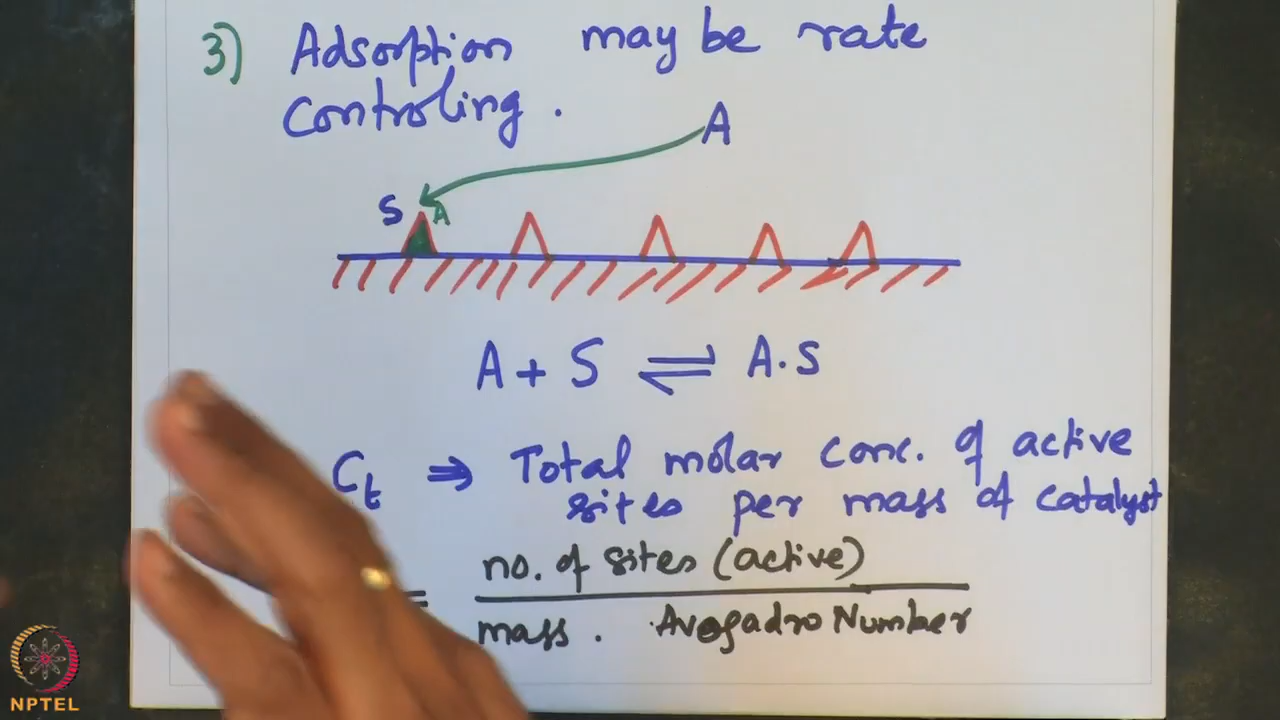 3) Adsorption may be rate
controling.
A
S A
A + S ⇌ A.S
Ct ⇒ Total molar conc. of active
sites per mass of catalyst
= no. of sites (active)
mass . Avogadro Number
NPTEL